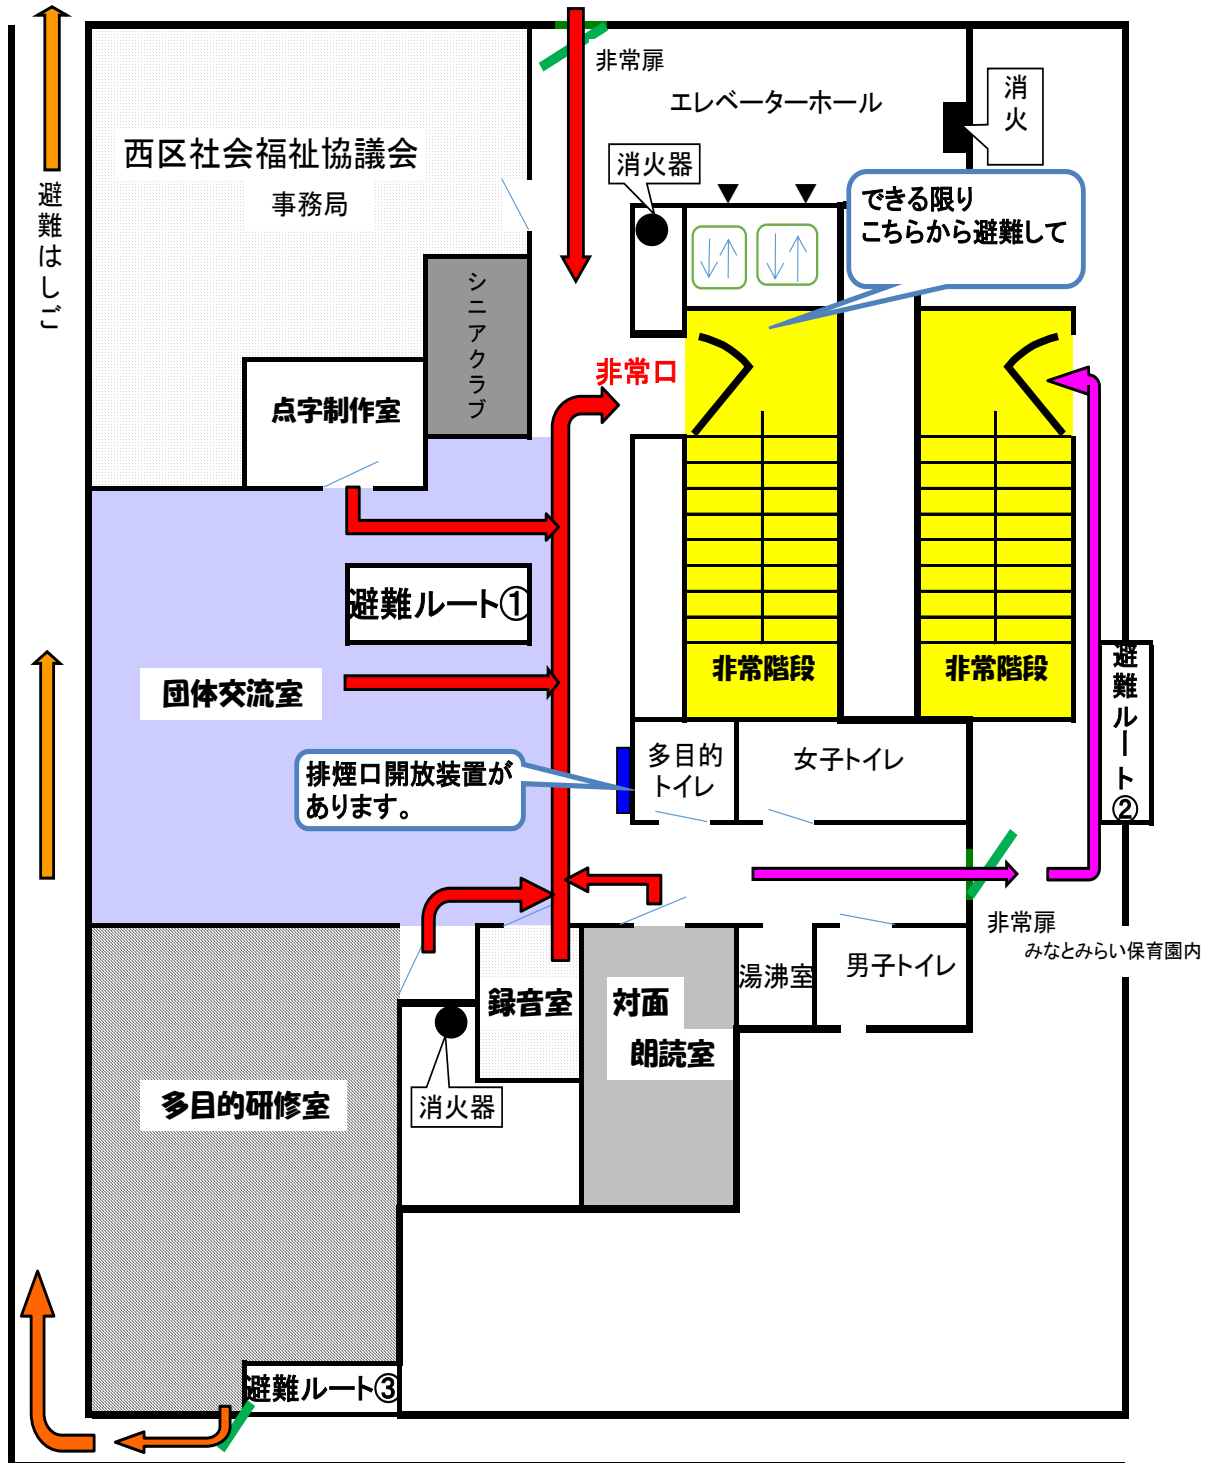 非常扉
エレベーターホール
消火
西区社会福祉協議会
事務局
消火器
できる限り
こちらから避難して
避難はしご
シニアクラブ
非常口
点字制作室
避難ルート①
団体交流室
非常階段
非常階段
避難ルート②
排煙口開放装置が
あります。
多目的
トイレ
女子トイレ
非常扉
みなとみらい保育園内
湯沸室
男子トイレ
録音室
対面
朗読室
多目的研修室
消火器
避難ルート③